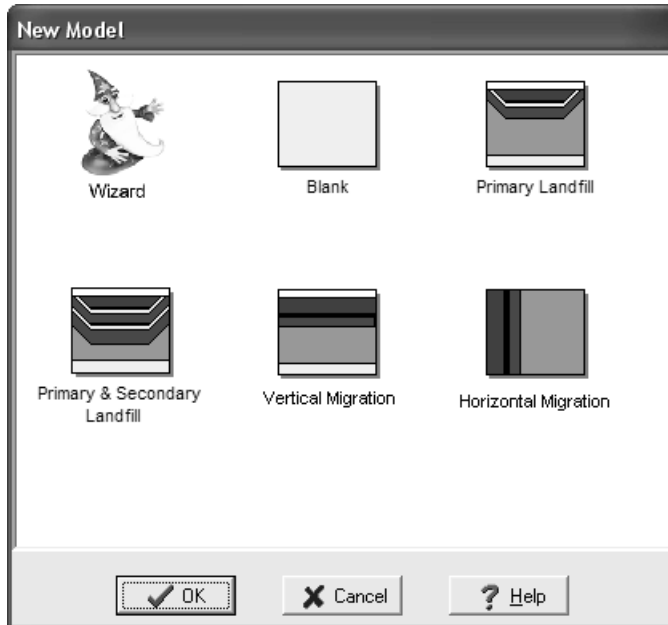 New Model
Wizard
Blank
Primary Landfill
Primary & Secondary
Landfill
Vertical Migration
Horizontal Migration
OK
Cancel
Help